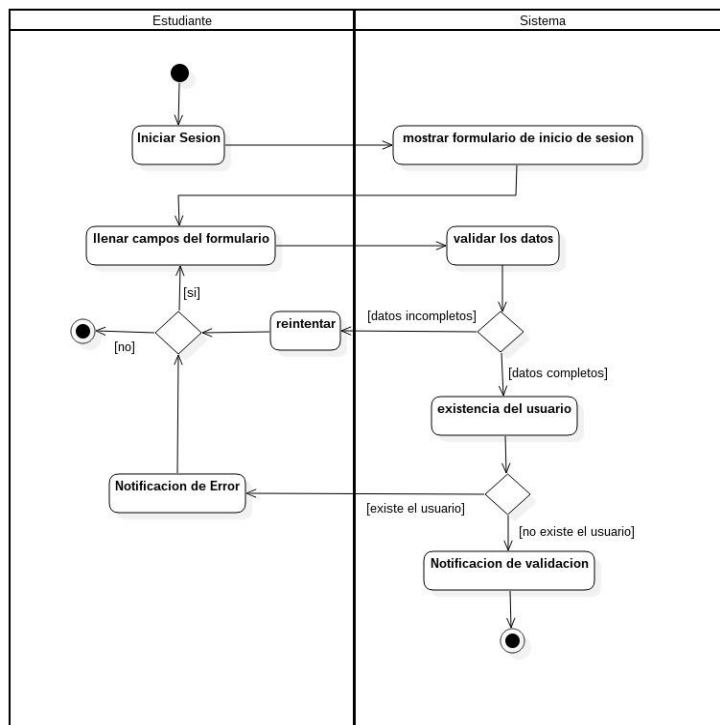 Estudiante
Sistema
Iniciar Sesion
mostrar formulario de inicio de sesion
llenar campos del formulario
validar los datos
[si]
reintentar
[datos incompletos]
[no]
[datos completos]
existencia del usuario
Notificacion de Error
[existe el usuario]
[no existe el usuario]
Notificacion de validacion